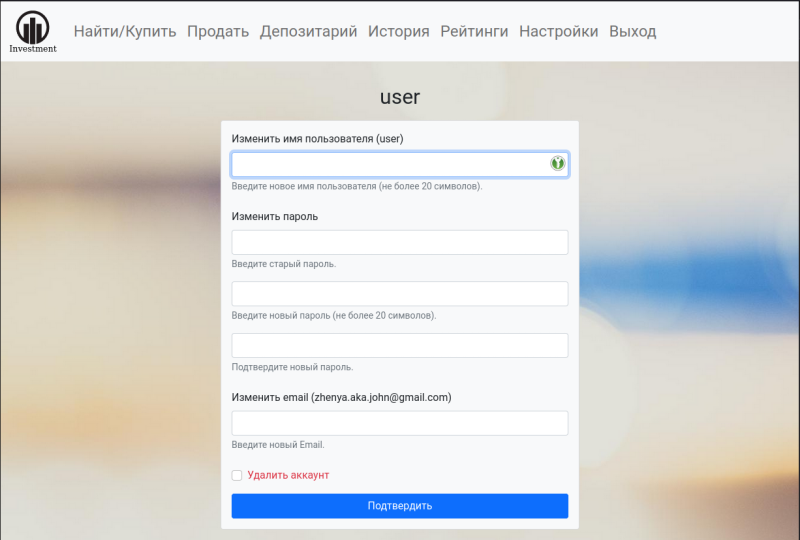 Investment
Найти/Купить Продать Депозитарий История Рейтинги Настройки Выход
user
Изменить имя пользователя (user)
Введите новое имя пользователя (не более 20 символов).
Изменить пароль
Введите старый пароль.
Введите новый пароль (не более 20 символов).
Подтвердите новый пароль.
Изменить email (zhenya.aka.john@gmail.com)
Введите новый Email.
Удалить аккаунт
Подтвердить